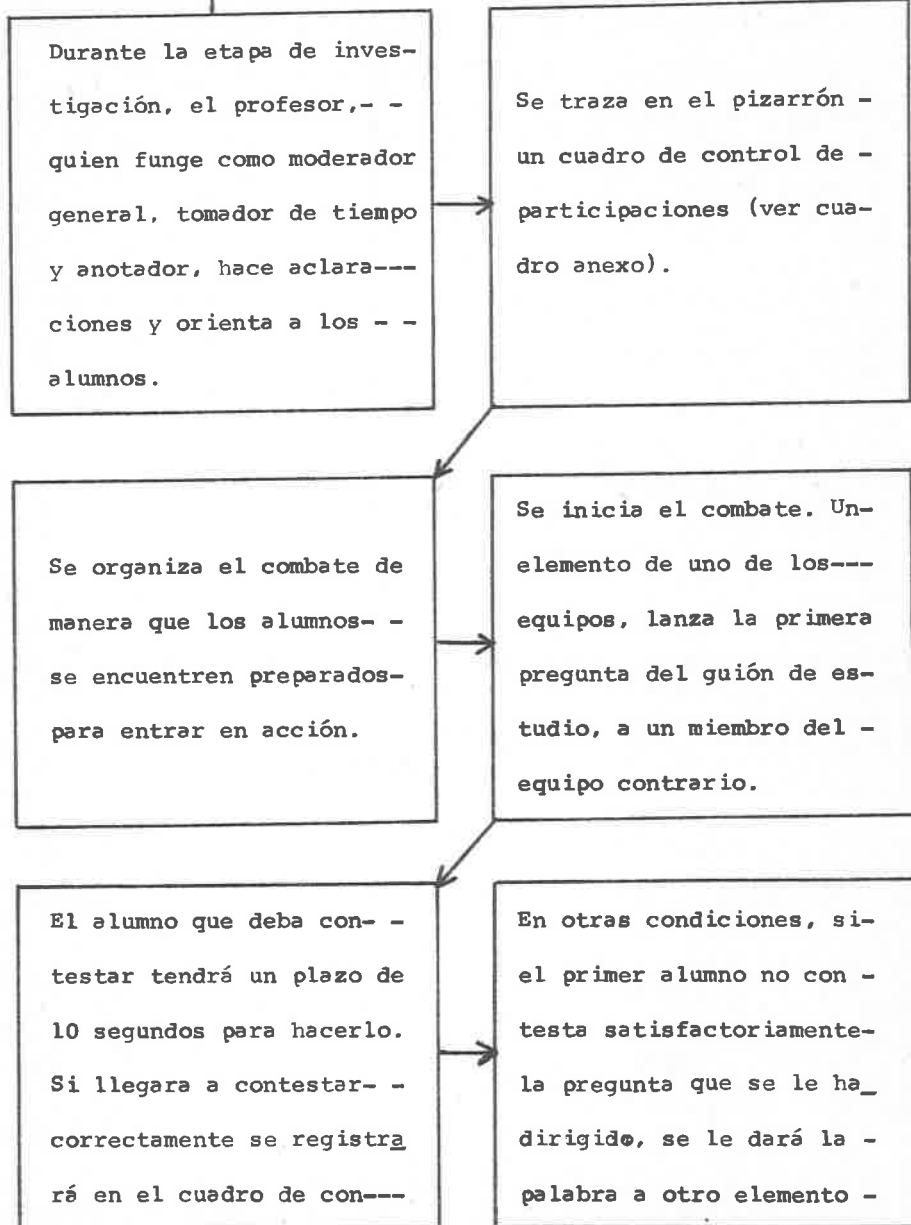 Durante la etapa de inves-
tigación, el profesor,- -
quien funge como moderador
general, tomador de tiempo
y anotador, hace aclara---
ciones y orienta a los - -
alumnos.
Se traza en el pizarrón -
un cuadro de control de -
participaciones (ver cua-
dro anexo).
Se organiza el combate de
manera que los alumnos- -
se encuentren preparados-
para entrar en acción.
Se inicia el combate. Un-
elemento de uno de los---
equipos, lanza la primera
pregunta del guión de es-
tudio, a un miembro del -
equipo contrario.
El alumno que deba con- -
testar tendrá un plazo de
10 segundos para hacerlo.
Si llegara a contestar- -
correctamente se registra
rá en el cuadro de con---
En otras condiciones, si-
el primer alumno no con -
testa satisfactoriamente-
la pregunta que se le ha_
dirigido, se le dará la -
palabra a otro elemento -